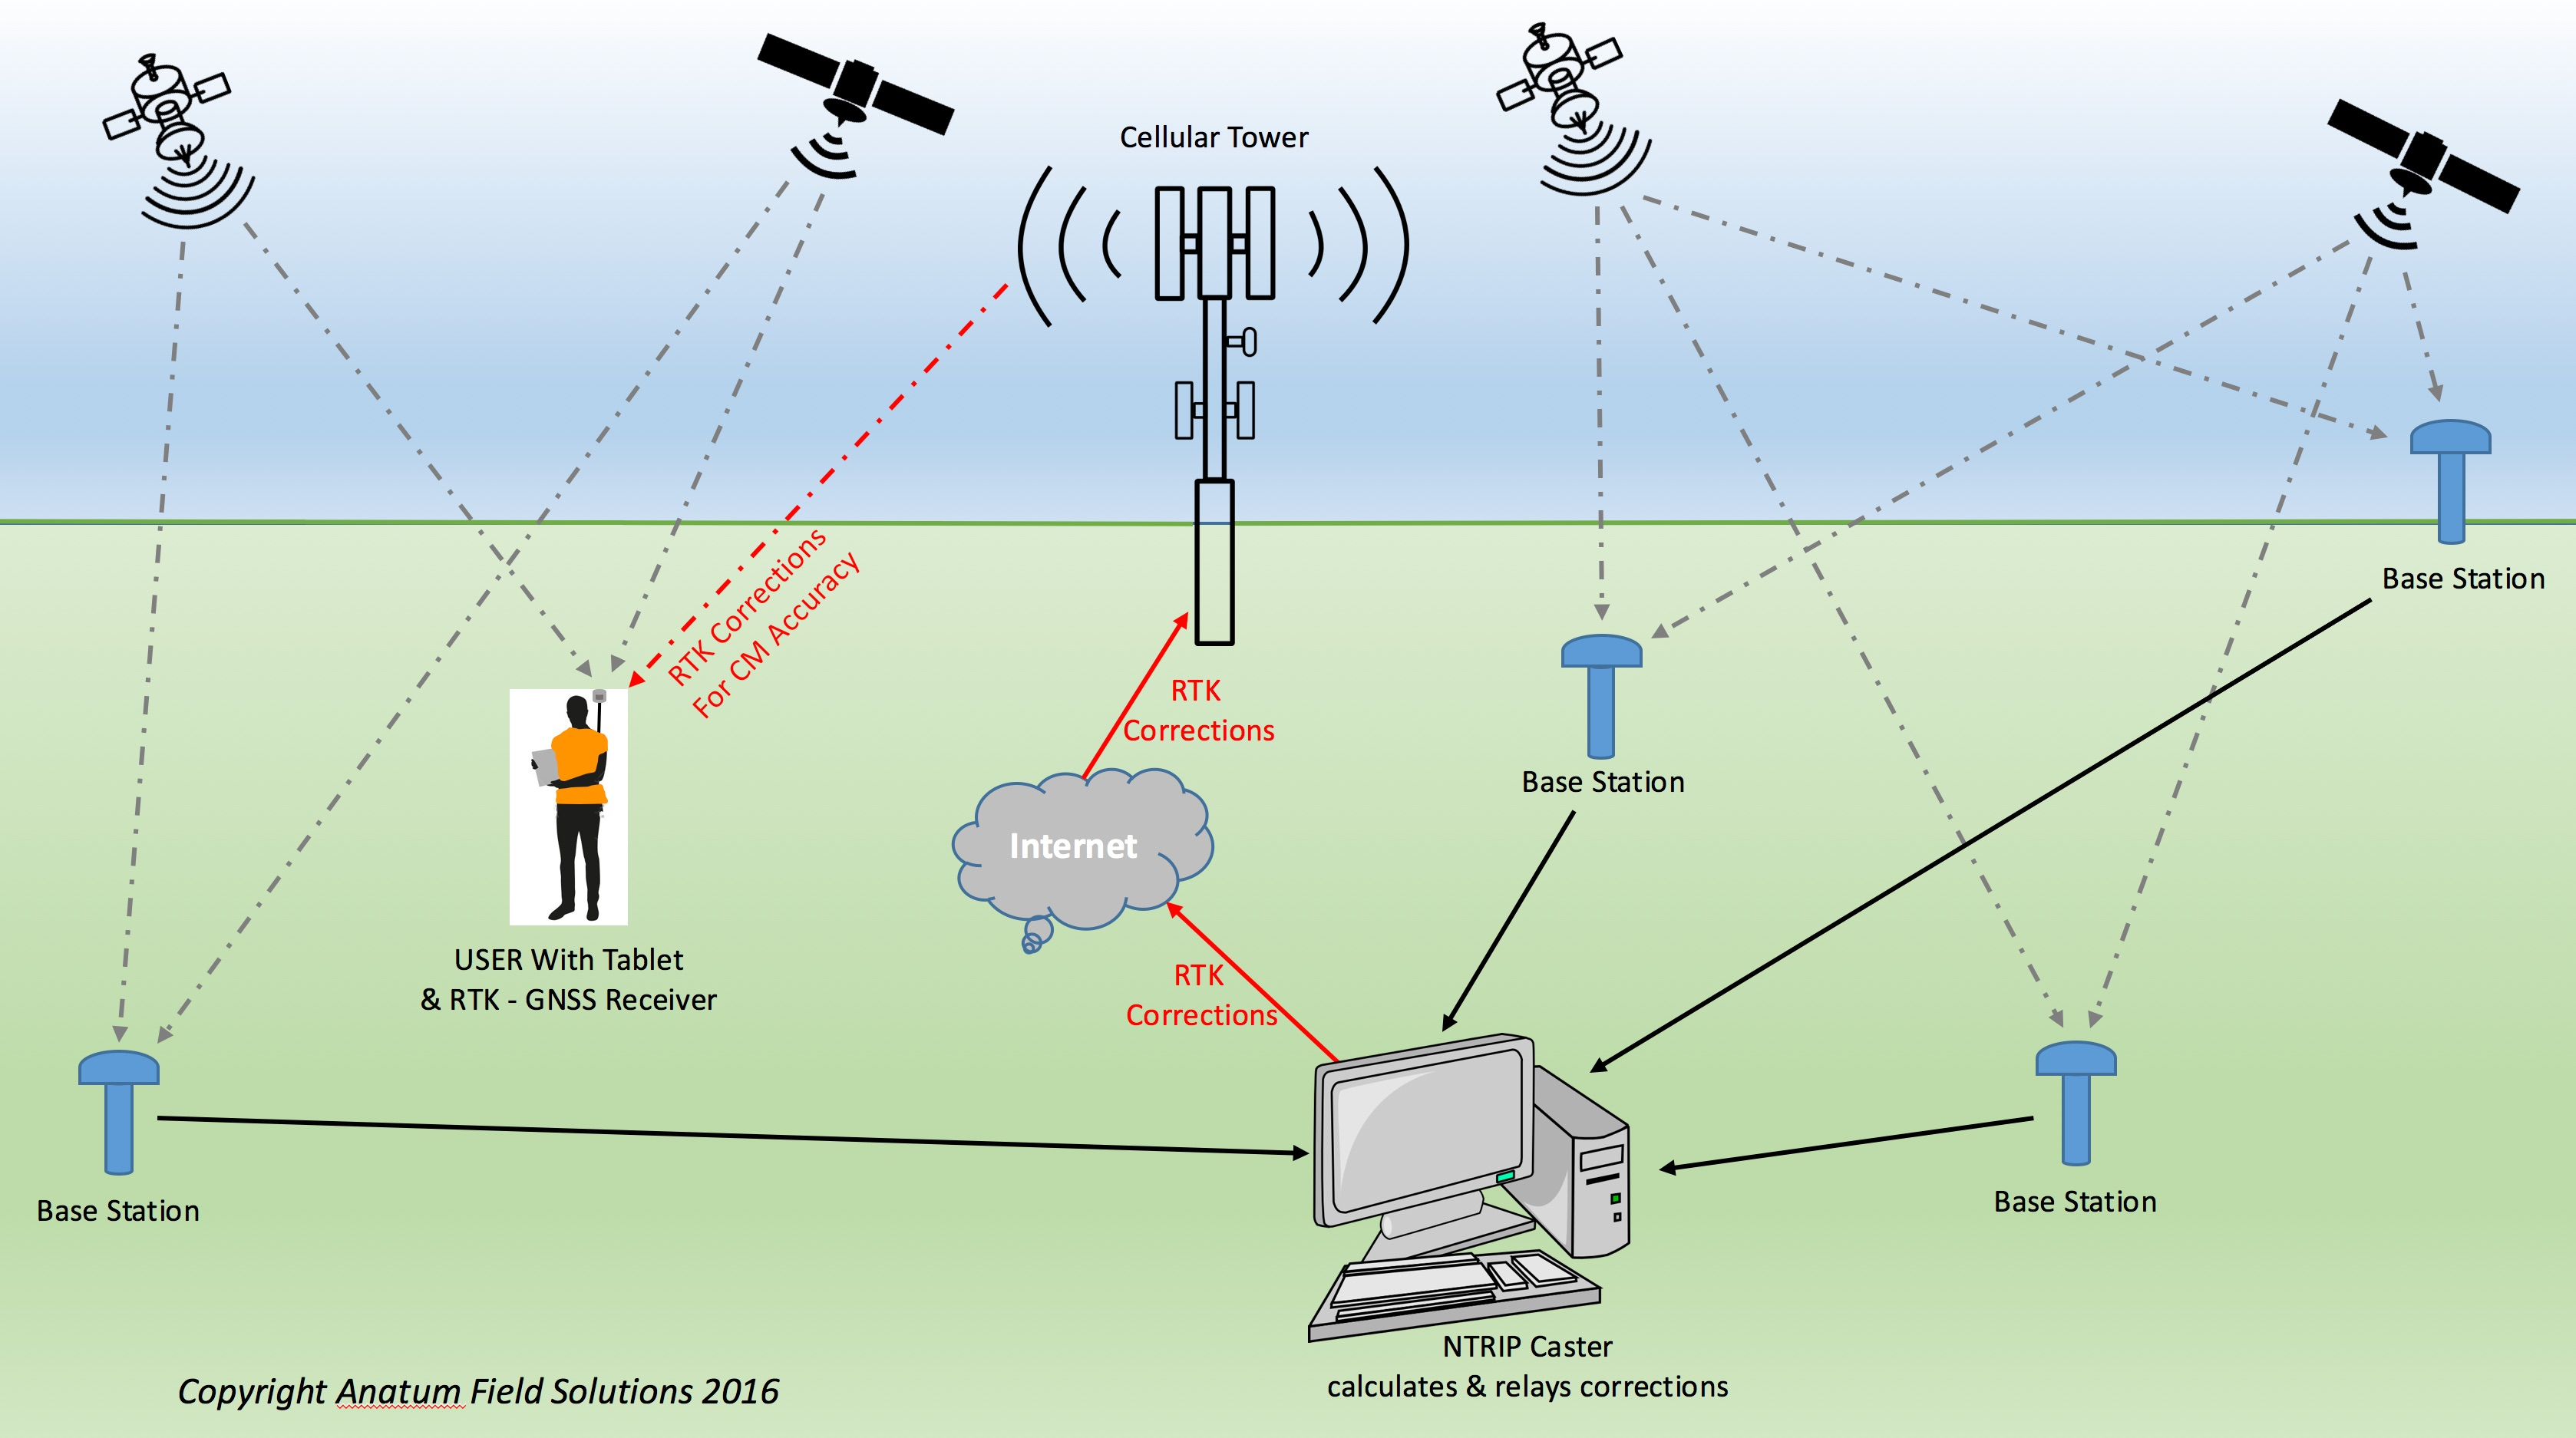 Cellular Tower
RTK Corrections
For CM Accuracy
Base Station
RTK
Corrections
Base Station
Internet
USER With Tablet
& RTK - GNSS Receiver
RTK
Corrections
Base Station
Base Station
NTRIP Caster
calculates & relays corrections
Copyright Anatum Field Solutions 2016